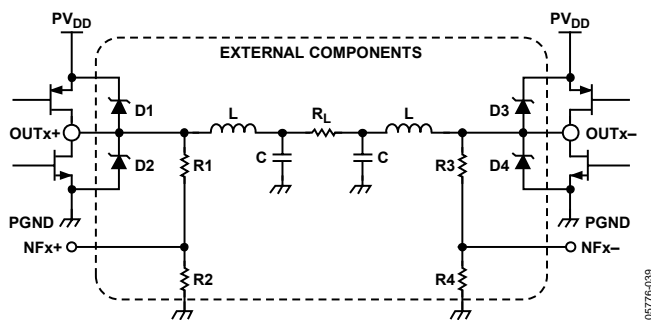 PVDD
PVDD
EXTERNAL COMPONENTS
D1
L
RL
L
D3
OUTx+
OUTx–
D2
R1
C
C
R3
D4
PGND
PGND
NFx+
NFx–
R2
R4
05776-039